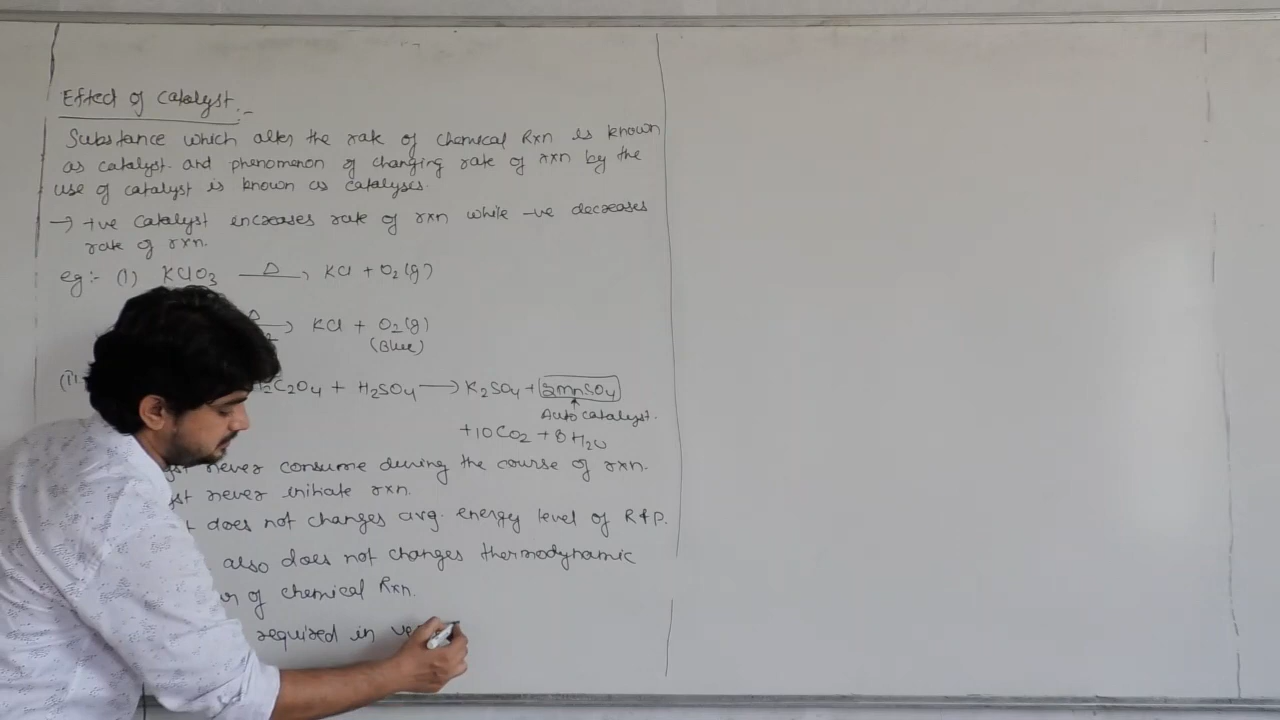 Effect of Catalyst :-
Substance which alter the rate of chemical Rxn is known
as catalyst. and phenomenon of changing rate of rxn by the
use of catalyst is known as catalyses.
→ +ve catalyst encreases rate of rxn while -ve decreases
rate of rxn.
eg:- (1) KClO3 —Δ→ KCl + O2(g)
Δ→ KCl + O2(g)
(Blue)
C2O4 + H2SO4 → K2SO4 + 2mnSO4
Auto catalyst.
+10CO2 + 8H2O
never consume during the course of rxn.
never initiate rxn.
does not changes avg. energy level of R & P.
also does not changes thermodynamic
of chemical Rxn.
required in